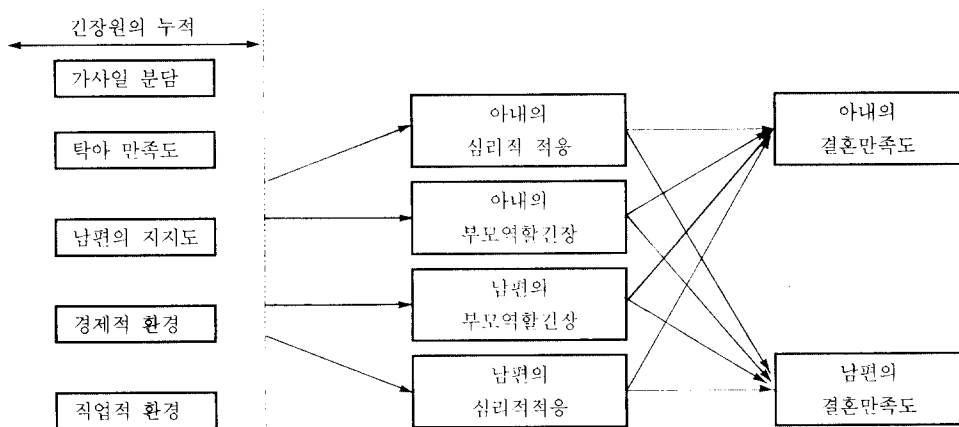 긴장원의 누적
가사일 분담
탁아 만족도
남편의 지지도
경제적 환경
직업적 환경
아내의
심리적 적응
아내의
부모역할긴장
남편의
부모역할긴장
남편의
심리적적응
아내의
결혼만족도
남편의
결혼만족도